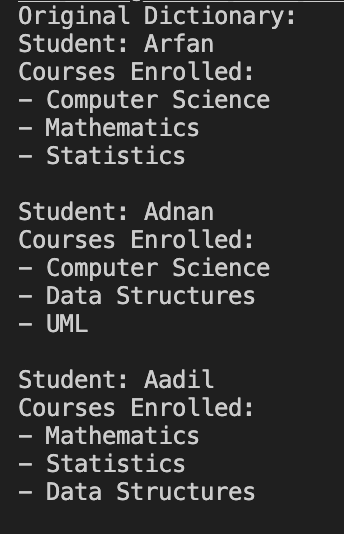 Original Dictionary:
Student: Arfan
Courses Enrolled:
- Computer Science
- Mathematics
- Statistics
Student: Adnan
Courses Enrolled:
- Computer Science
- Data Structures
- UML
Student: Aadil
Courses Enrolled:
- Mathematics
- Statistics
- Data Structures